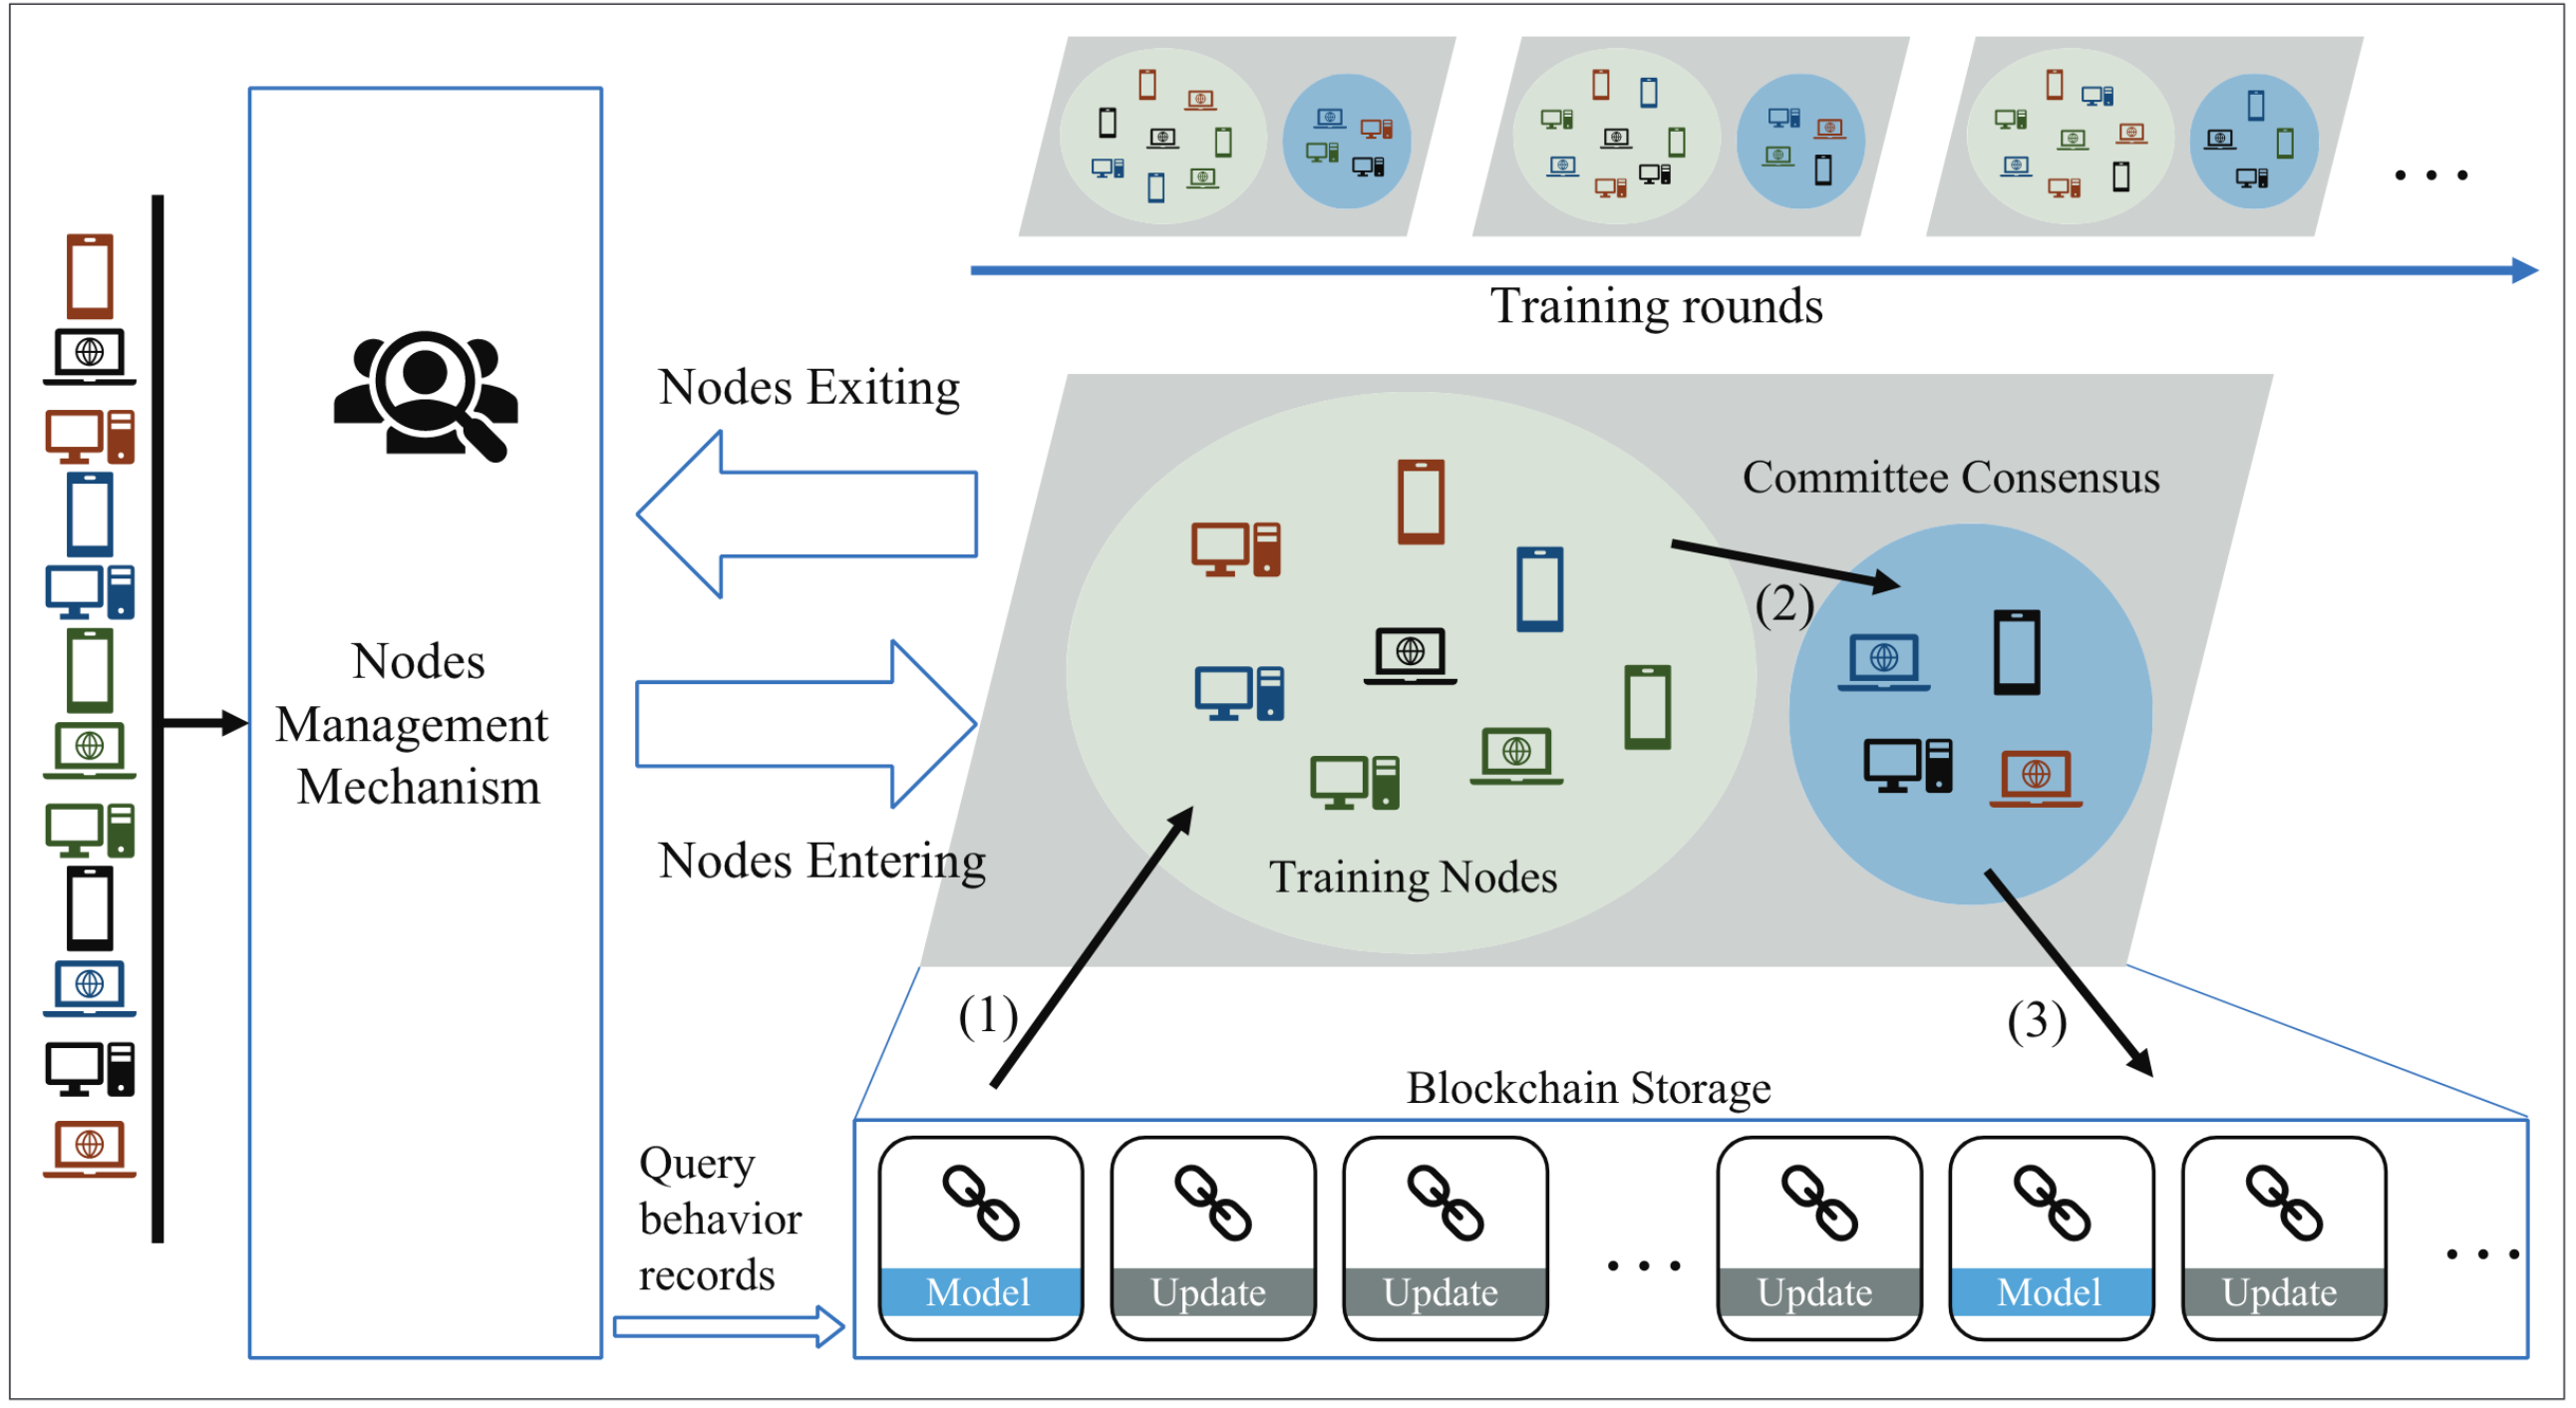 Training rounds
Nodes Exiting
Committee Consensus
(2)
Nodes
Management
Mechanism
Nodes Entering
Training Nodes
(1)
(3)
Blockchain Storage
Query
behavior
records
Model
Update
Update
. . .
Update
Model
Update
. . .
. . .